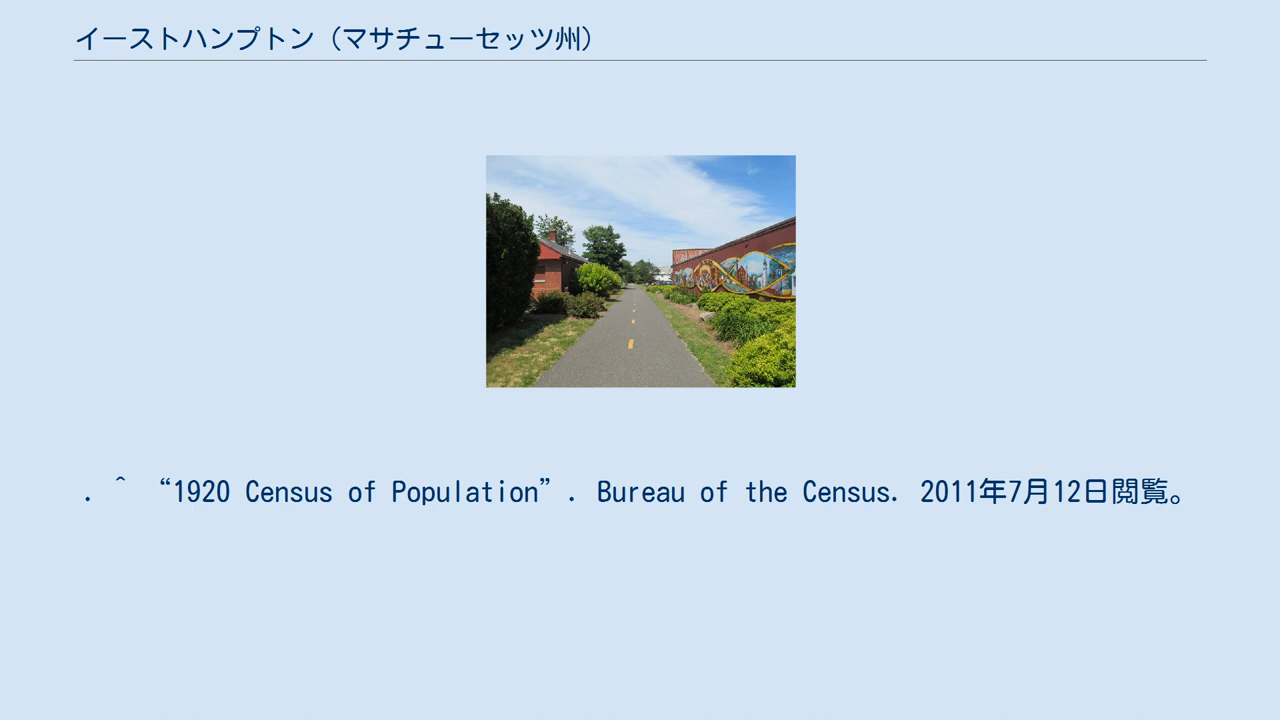 イーストハンプトン（マサチューセッツ州）
. ^ “1920 Census of Population”. Bureau of the Census. 2011年7月12日閲覧。